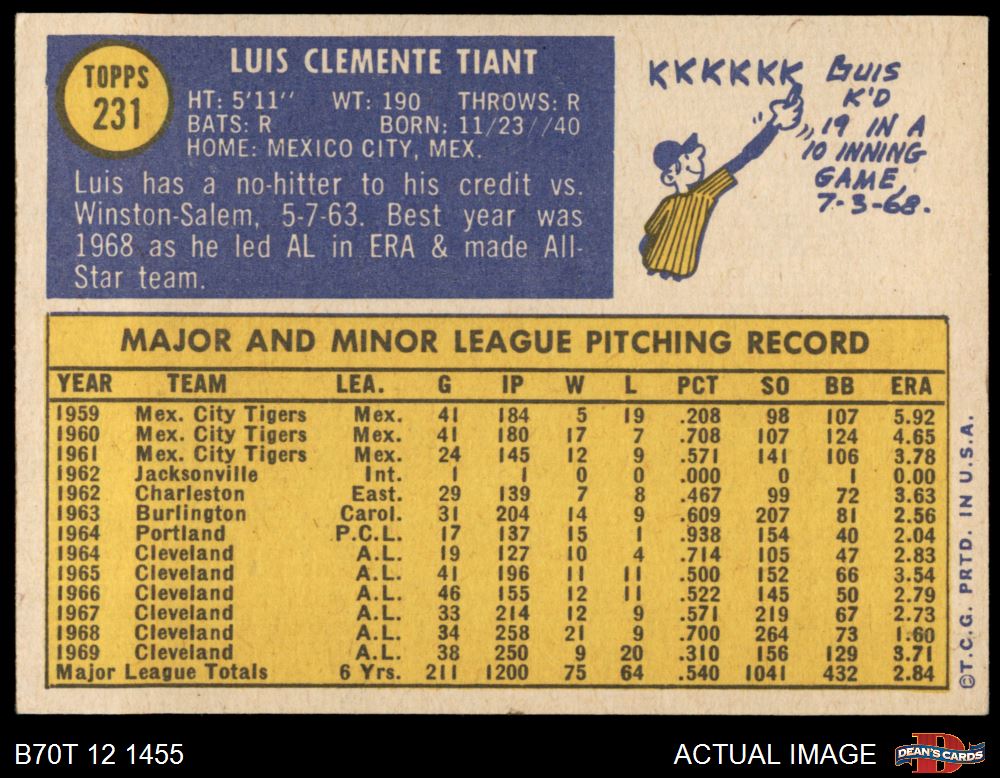 TOPPS
231
LUIS CLEMENTE TIANT
HT: 5'11'' WT: 190 THROWS: R
BATS: R BORN: 11/23//40
HOME: MEXICO CITY, MEX.
Luis has a no-hitter to his credit vs.
Winston-Salem, 5-7-63. Best year was
1968 as he led AL in ERA & made All-
Star team.
KKKKKK
LUIS
K'D
19 IN A
10 INNING
GAME,
7-3-68.
MAJOR AND MINOR LEAGUE PITCHING RECORD
YEAR TEAM LEA. G IP W L PCT SO BB ERA
1959 Mex. City Tigers Mex. 41 184 5 19 .208 98 107 5.92
1960 Mex. City Tigers Mex. 41 180 17 7 .708 107 124 4.65
1961 Mex. City Tigers Mex. 24 145 12 9 .571 141 106 3.78
1962 Jacksonville Int. 1 1 0 0 .000 0 1 0.00
1962 Charleston East. 29 139 7 8 .467 99 72 3.63
1963 Burlington Carol. 31 204 14 9 .609 207 81 2.56
1964 Portland P.C.L. 17 137 15 1 .938 154 40 2.04
1964 Cleveland A.L. 19 127 10 4 .714 105 47 2.83
1965 Cleveland A.L. 41 196 11 11 .500 152 66 3.54
1966 Cleveland A.L. 46 155 12 11 .522 145 50 2.79
1967 Cleveland A.L. 33 214 12 9 .571 219 67 2.73
1968 Cleveland A.L. 34 258 21 9 .700 264 73 1.60
1969 Cleveland A.L. 38 250 9 20 .310 156 129 3.71
Major League Totals 6 Yrs. 211 1200 75 64 .540 1041 432 2.84
©T.C.G. PRTD. IN U.S.A.
B70T 12 1455
ACTUAL IMAGE
DEAN'S CARDS